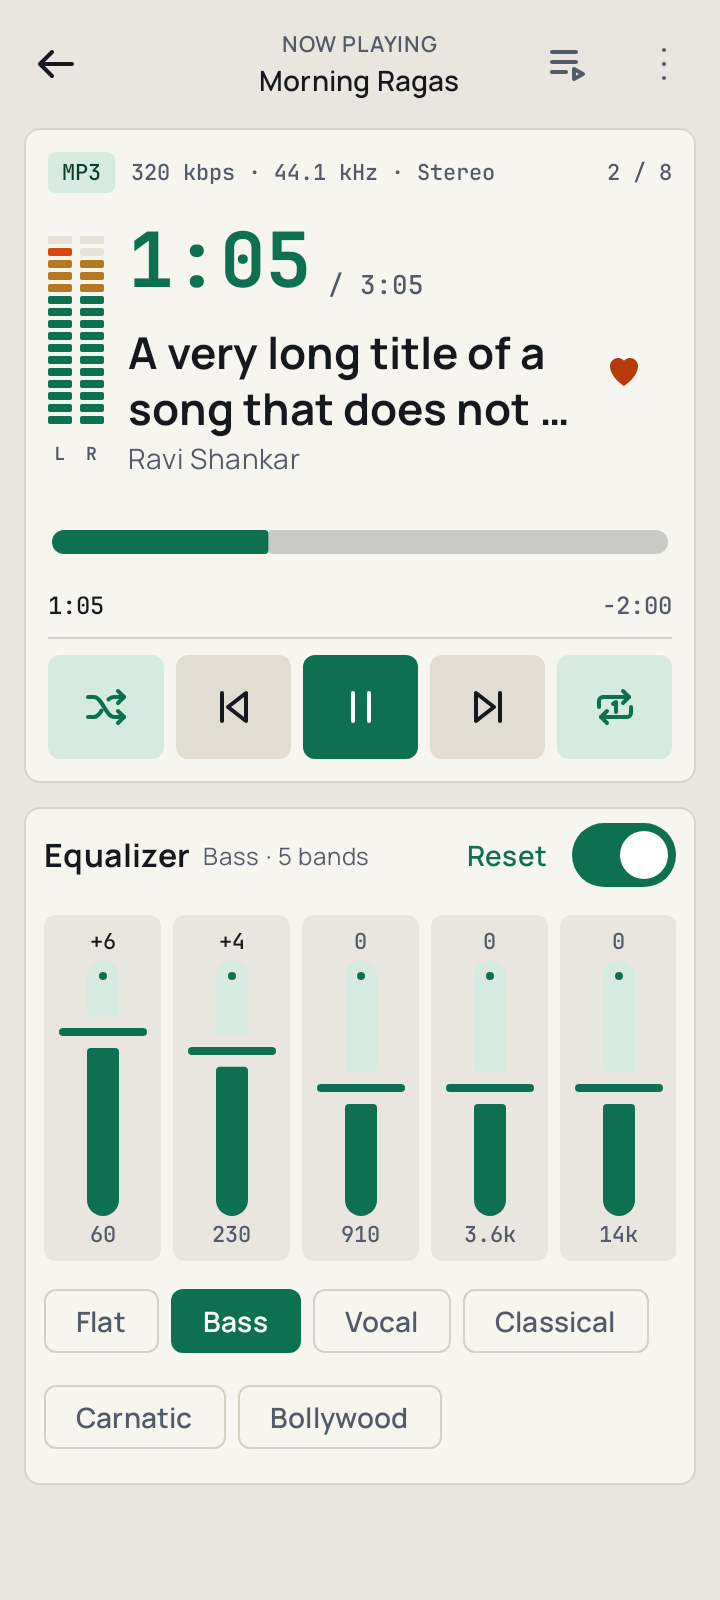 NOW PLAYING
Morning Ragas
MP3 320 kbps · 44.1 kHz · Stereo 2 / 8
1:05 / 3:05
A very long title of a
song that does not …
L R
Ravi Shankar
1:05 -2:00
1
Equalizer Bass · 5 bands Reset
+6 +4 0 0 0
60 230 910 3.6k 14k
Flat Bass Vocal Classical
Carnatic Bollywood